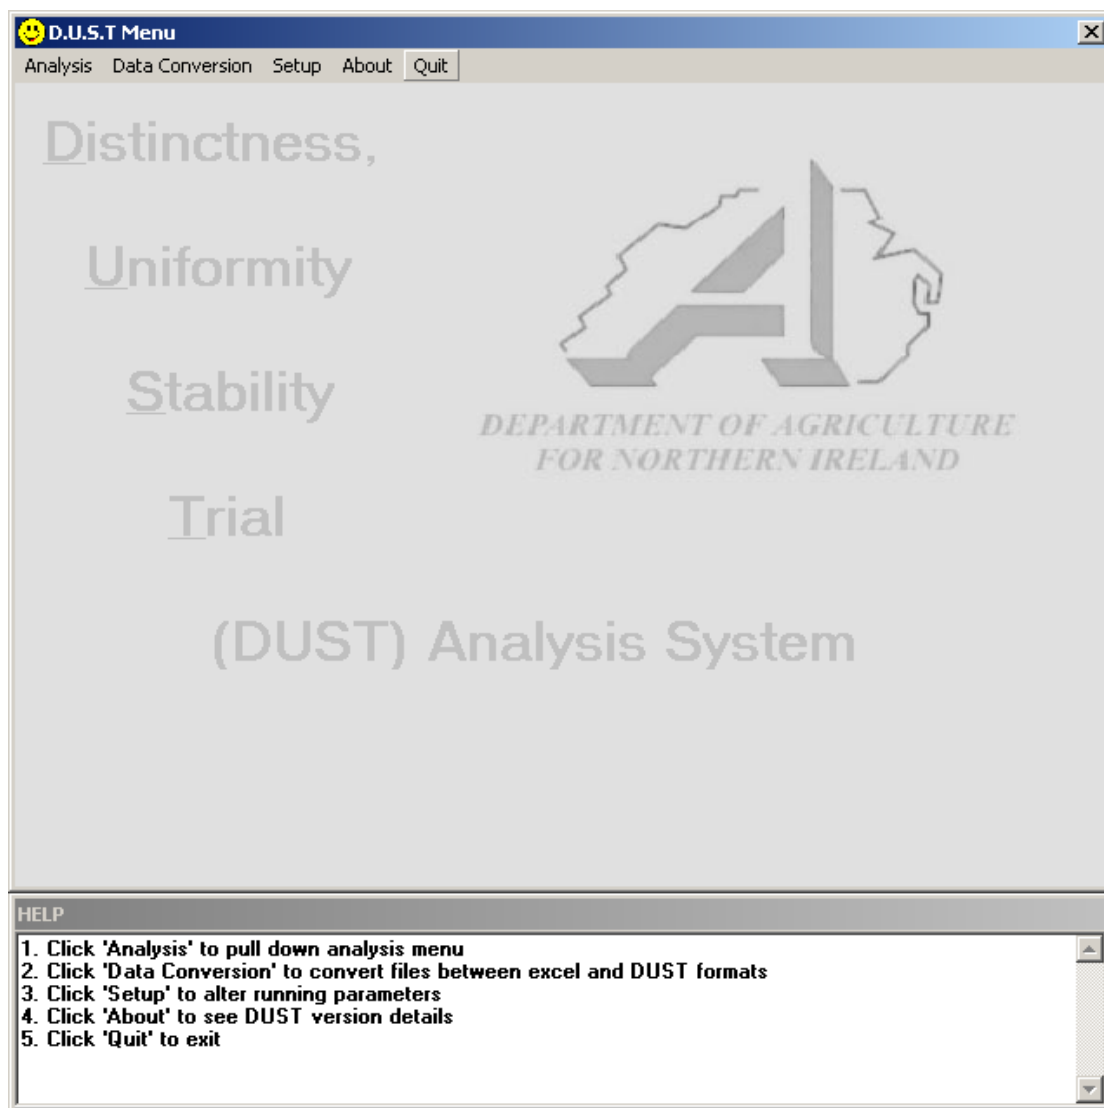 D.U.S.T Menu
Analysis Data Conversion Setup About Quit
Distinctness,
Uniformity
Stability
Trial
(DUST) Analysis System
DEPARTMENT OF AGRICULTURE
FOR NORTHERN IRELAND
HELP
1. Click 'Analysis' to pull down analysis menu
2. Click 'Data Conversion' to convert files between excel and DUST formats
3. Click 'Setup' to alter running parameters
4. Click 'About' to see DUST version details
5. Click 'Quit' to exit